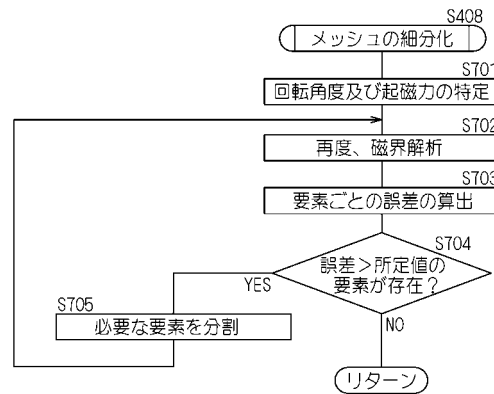 S408
メッシュの細分化
S701
回転角度及び起磁力の特定
S702
再度、磁界解析
S703
要素ごとの誤差の算出
S704
誤差>所定値の
要素が存在?
YES
S705
必要な要素を分割
NO
リターン